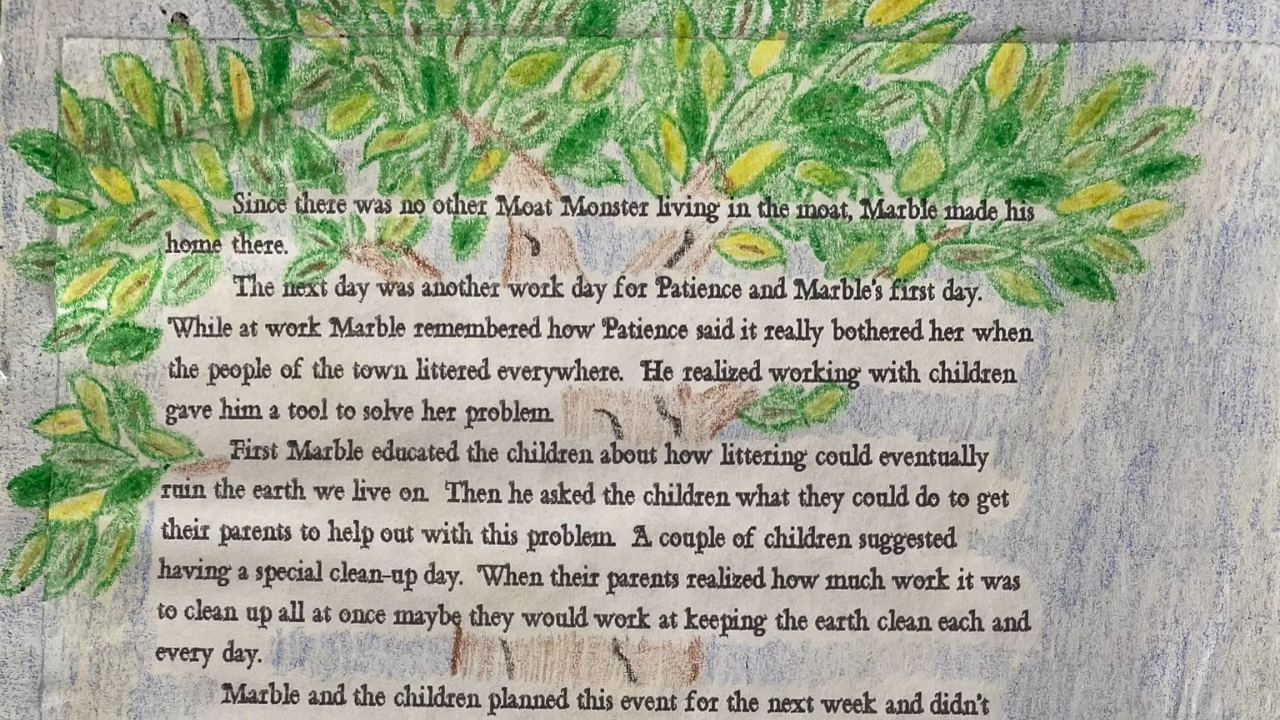 Since there was no other Moat Monster living in the moat, Marble made his
home there.
The next day was another work day for Patience and Marble's first day.
While at work Marble remembered how Patience said it really bothered her when
the people of the town littered everywhere.  He realized working with children
gave him a tool to solve her problem
First Marble educated the children about how littering could eventually
ruin the earth we live on  Then he asked the children what they could do to get
their parents to help out with this problem  A couple of children suggested
having a special clean-up day.  When their parents realized how much work it was
to clean up all at once maybe they would work at keeping the earth clean each and
every day.
Marble and the children planned this event for the next week and didn't